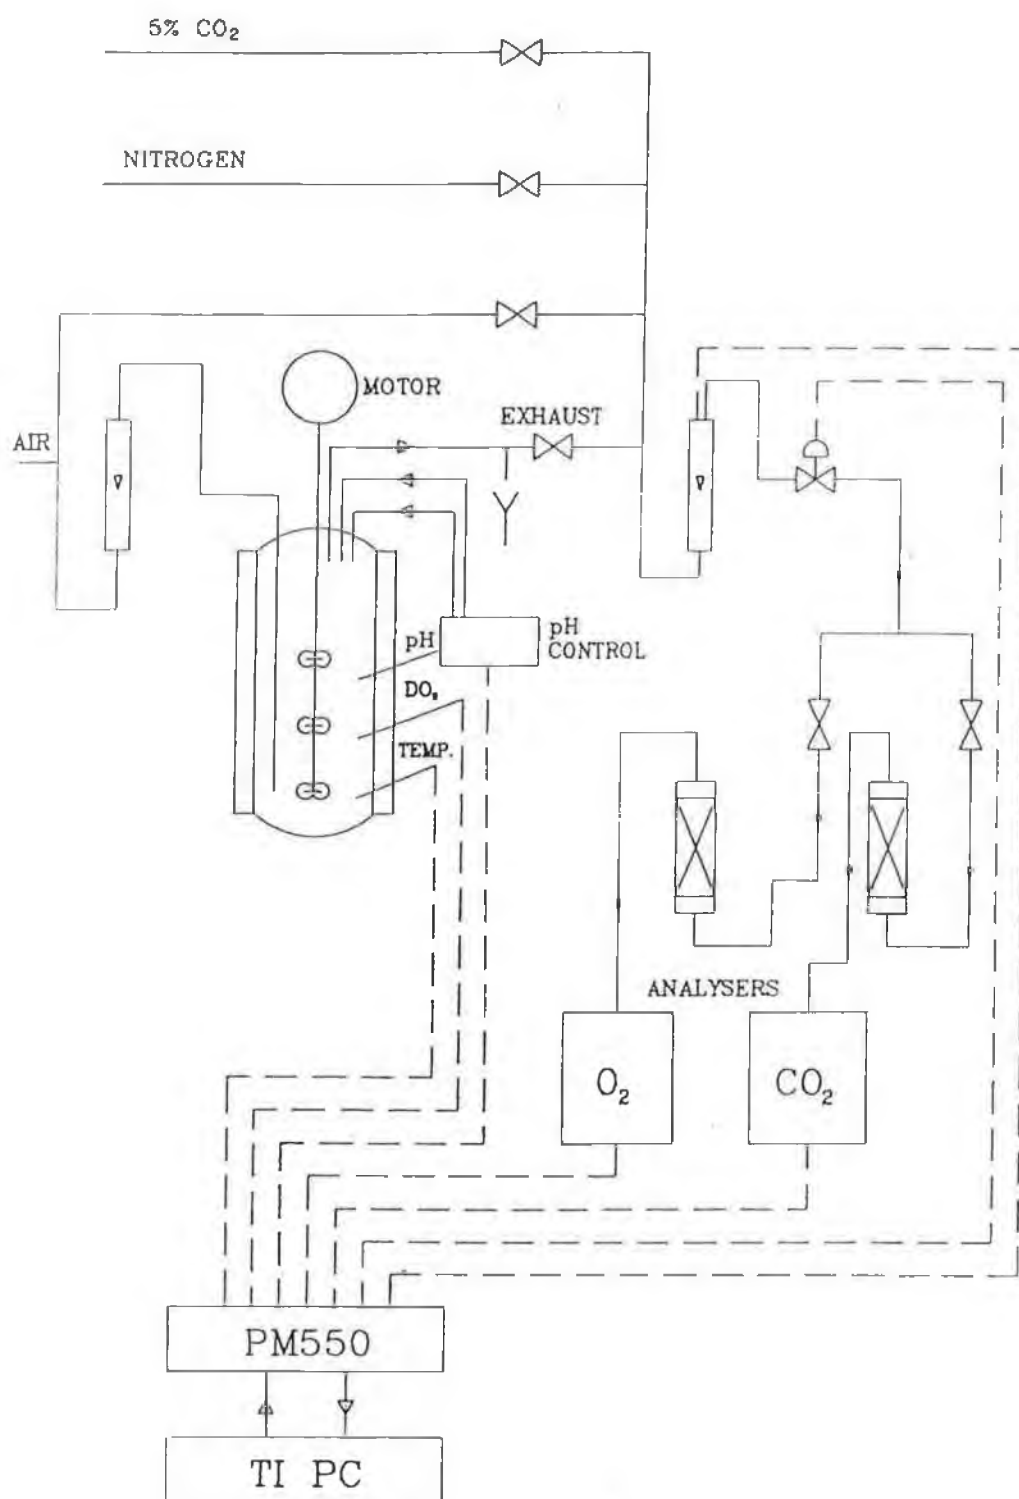 5% CO₂
NITROGEN
MOTOR
EXHAUST
AIR
pH
pH
CONTROL
DO₂
TEMP.
ANALYSERS
O₂
CO₂
PM550
TI PC